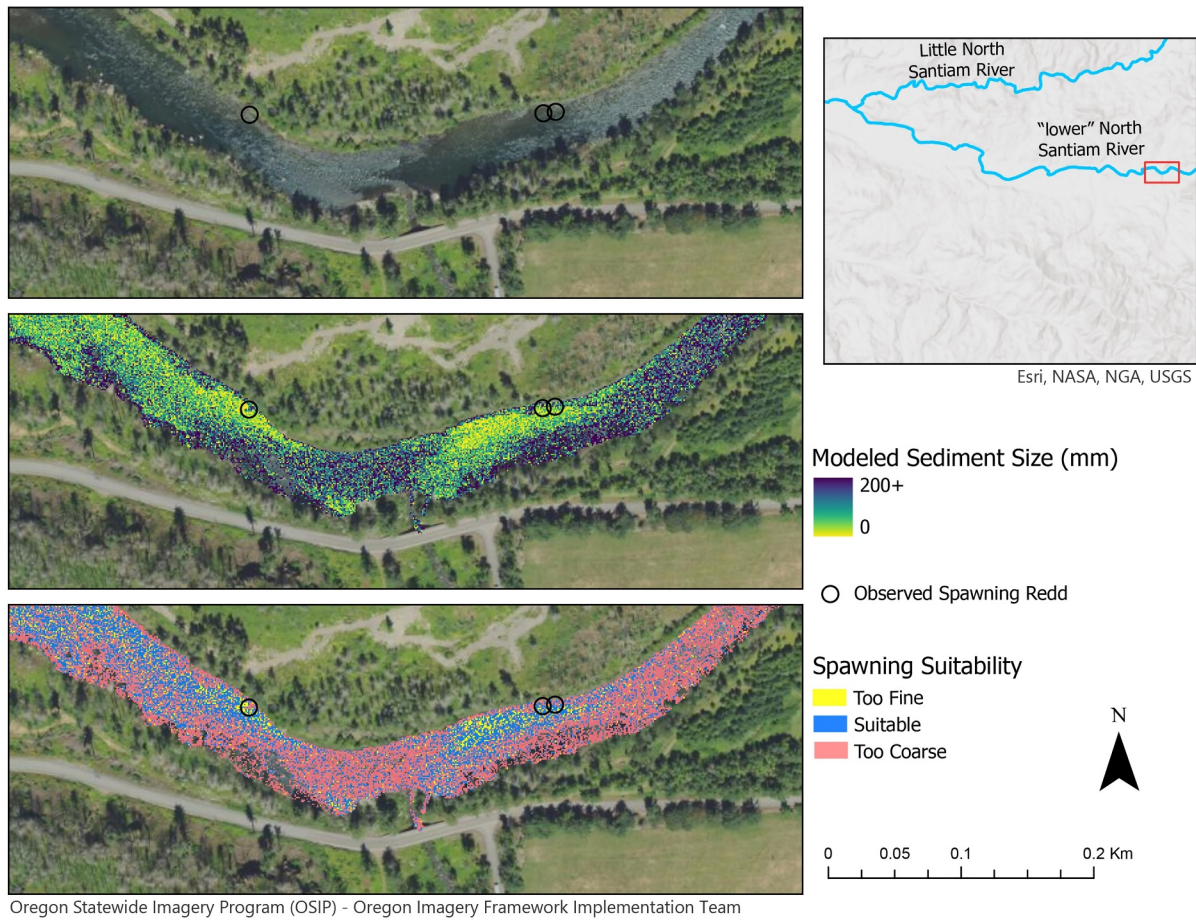 Little North
Santiam River
“lower” North
Santiam River
Esri, NASA, NGA, USGS
Modeled Sediment Size (mm)
200+
0
Observed Spawning Redd
Spawning Suitability
Too Fine
Suitable
Too Coarse
N
0 0.05 0.1 0.2 Km
Oregon Statewide Imagery Program (OSIP) - Oregon Imagery Framework Implementation Team